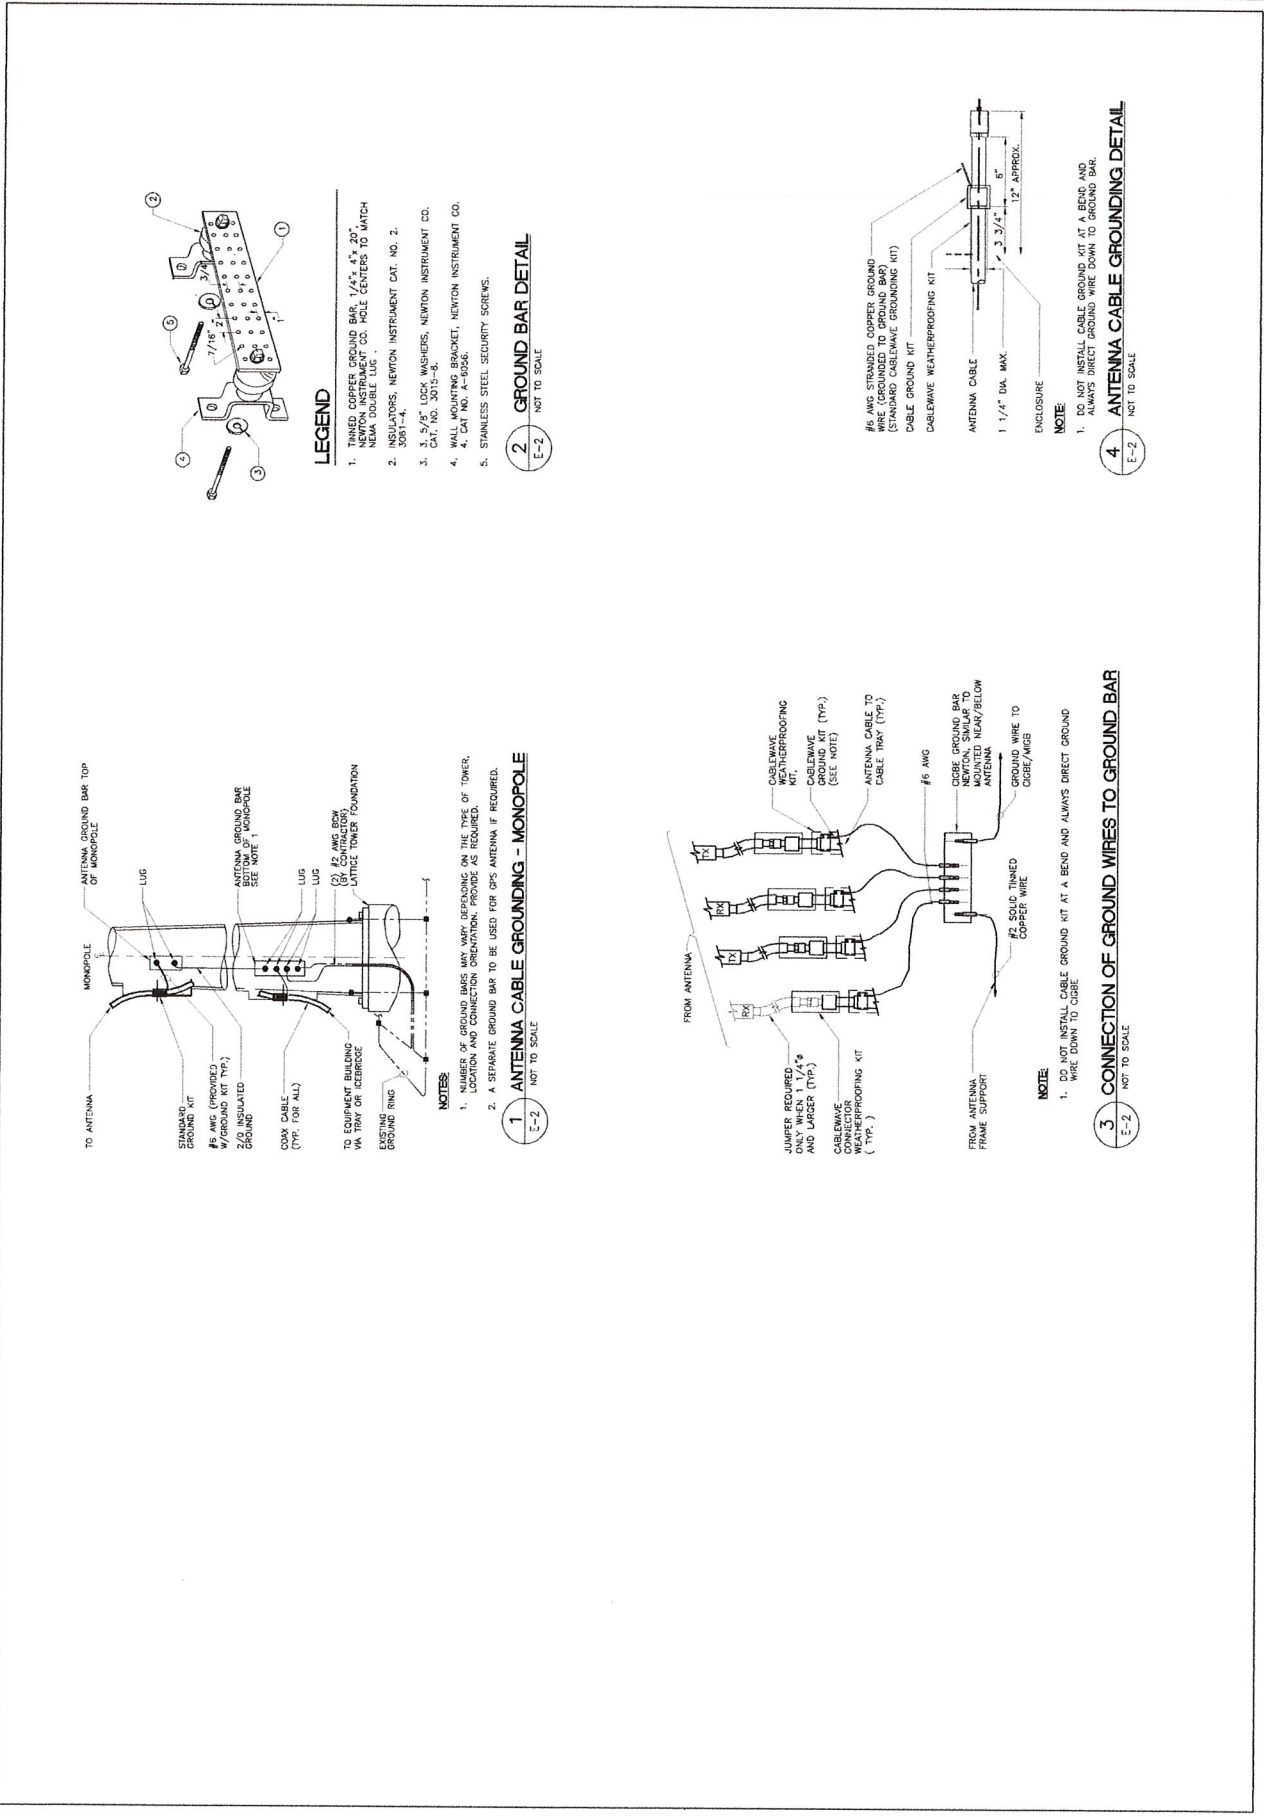 TO ANTENNA
MONOPOLE
ANTENNA GROUND BAR TOP
OF MONOPOLE
LUG
STANDARD
GROUND KIT
#6 AWG (PROVIDED
W/GROUND KIT TYP.)
2/0 INSULATED
GROUND
ANTENNA GROUND BAR
BOTTOM OF MONOPOLE
SEE NOTE 1
COAX CABLE
(TYP. FOR ALL)
LUG
LUG
(2) #2 AWG BCW
(BY CONTRACTOR)
LATTICE TOWER FOUNDATION
TO EQUIPMENT BUILDING
VIA TRAY OR ICEBRIDGE
EXISTING
GROUND RING
NOTES:
1. NUMBER OF GROUND BARS MAY VARY DEPENDING ON THE TYPE OF TOWER,
LOCATION AND CONNECTION ORIENTATION. PROVIDE AS REQUIRED.
2. A SEPARATE GROUND BAR TO BE USED FOR GPS ANTENNA IF REQUIRED.
1
E-2
ANTENNA CABLE GROUNDING - MONOPOLE
NOT TO SCALE
2
5
4
3
1
7/16"
2"
3/4"
1"
LEGEND
1. TINNED COPPER GROUND BAR, 1/4"x 4"x 20",
NEWTON INSTRUMENT CO. HOLE CENTERS TO MATCH
NEMA DOUBLE LUG .
2. INSULATORS, NEWTON INSTRUMENT CAT. NO. 2.
3061-4.
3. 3. 5/8" LOCK WASHERS, NEWTON INSTRUMENT CO.
CAT. NO. 3015-8.
4. WALL MOUNTING BRACKET, NEWTON INSTRUMENT CO.
4. CAT NO. A-6056.
5. STAINLESS STEEL SECURITY SCREWS.
2
E-2
GROUND BAR DETAIL
NOT TO SCALE
FROM ANTENNA
RX
TX
RX
TX
CABLEWAVE
WEATHERPROOFING
KIT,
CABLEWAVE
GROUND KIT (TYP.)
(SEE NOTE)
ANTENNA CABLE TO
CABLE TRAY (TYP.)
JUMPER REQUIRED
ONLY WHEN 1 1/4"ø
AND LARGER (TYP.)
CABLEWAVE
CONNECTOR
WEATHERPROOFING KIT
( TYP. )
#6 AWG
CIGBE GROUND BAR
NEWTON, SIMILAR TO
MOUNTED NEAR/BELOW
ANTENNA
GROUND WIRE TO
CIGBE/MIGB
FROM ANTENNA
FRAME SUPPORT
#2 SOLID TINNED
COPPER WIRE
NOTE:
1. DO NOT INSTALL CABLE GROUND KIT AT A BEND AND ALWAYS DIRECT GROUND
WIRE DOWN TO CIGBE
3
E-2
CONNECTION OF GROUND WIRES TO GROUND BAR
NOT TO SCALE
#6 AWG STRANDED COPPER GROUND
WIRE (GROUNDED TO GROUND BAR)
(STANDARD CABLEWAVE GROUNDING KIT)
CABLE GROUND KIT
CABLEWAVE WEATHERPROOFING KIT
ANTENNA CABLE
1 1/4" DIA. MAX.
ENCLOSURE
3 3/4"
6"
12" APPROX.
NOTE:
1. DO NOT INSTALL CABLE GROUND KIT AT A BEND AND
ALWAYS DIRECT GROUND WIRE DOWN TO GROUND BAR.
4
E-2
ANTENNA CABLE GROUNDING DETAIL
NOT TO SCALE